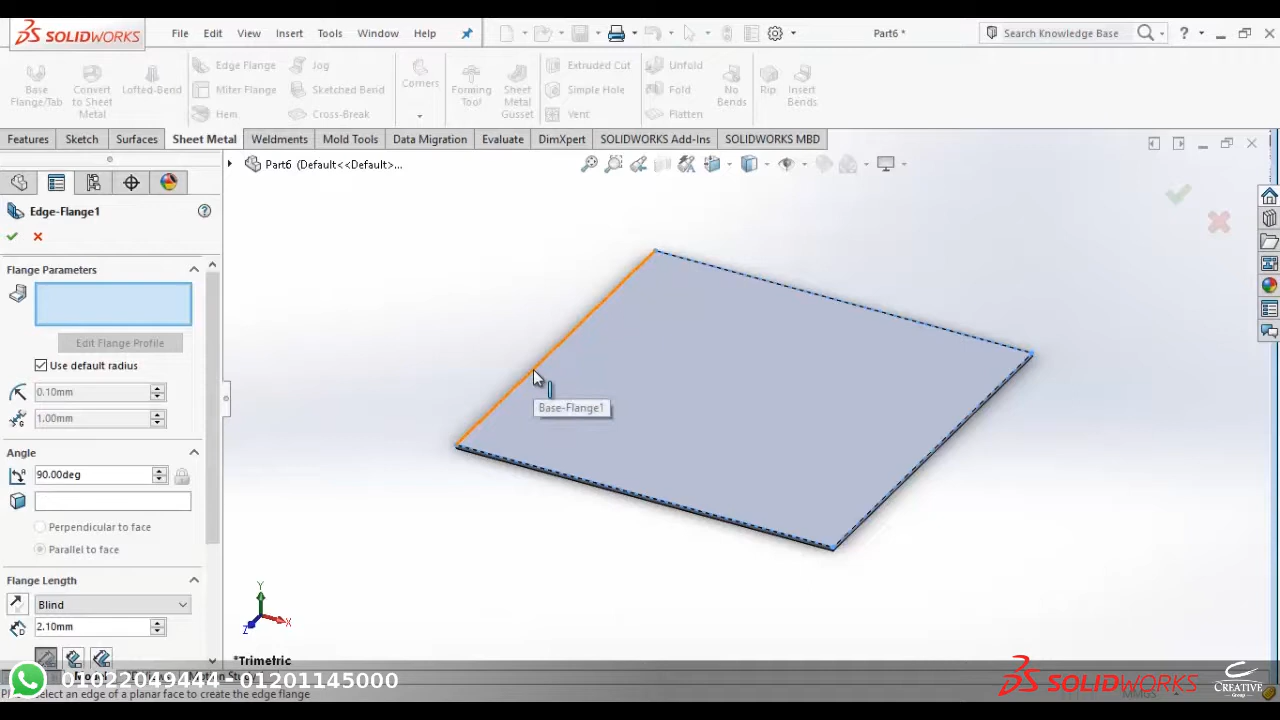 SOLIDWORKS File Edit View Insert Tools Window Help Part6 * Search Knowledge Base ?
Base Flange/Tab
Convert to Sheet Metal
Lofted-Bend
Edge Flange
Miter Flange
Hem
Jog
Sketched Bend
Cross-Break
Corners
Forming Tool
Sheet Metal Gusset
Extruded Cut
Simple Hole
Vent
Unfold
Fold
Flatten
No Bends
Rip
Insert Bends
Features Sketch Surfaces Sheet Metal Weldments Mold Tools Data Migration Evaluate DimXpert SOLIDWORKS Add-Ins SOLIDWORKS MBD
Part6 (Default<<Default>...
Edge-Flange1
Flange Parameters
Edit Flange Profile
Use default radius
0.10mm
1.00mm
Angle
90.00deg
Perpendicular to face
Parallel to face
Flange Length
Blind
2.10mm
Base-Flange1
Y
X
Z
*Trimetric
01022049444-01201145000
select an edge of a planar face to create the edge flange
SOLIDWORKS
MMGS
CREATIVE
Group